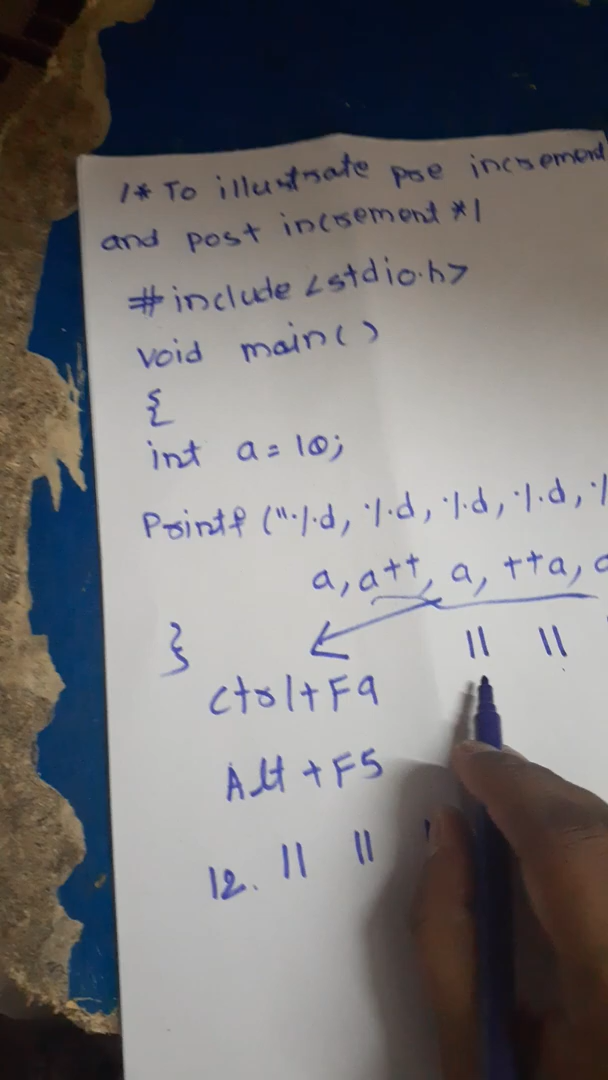 /* To illustrate pre increment
and post increment */
#include <stdio.h>
void main()
{
int a = 10;
Printf ("%d, %d, %d, %d, %
a, a++, a, ++a, a
}
11 11
Ctrl + F9
Alt + F5
12. 11 11